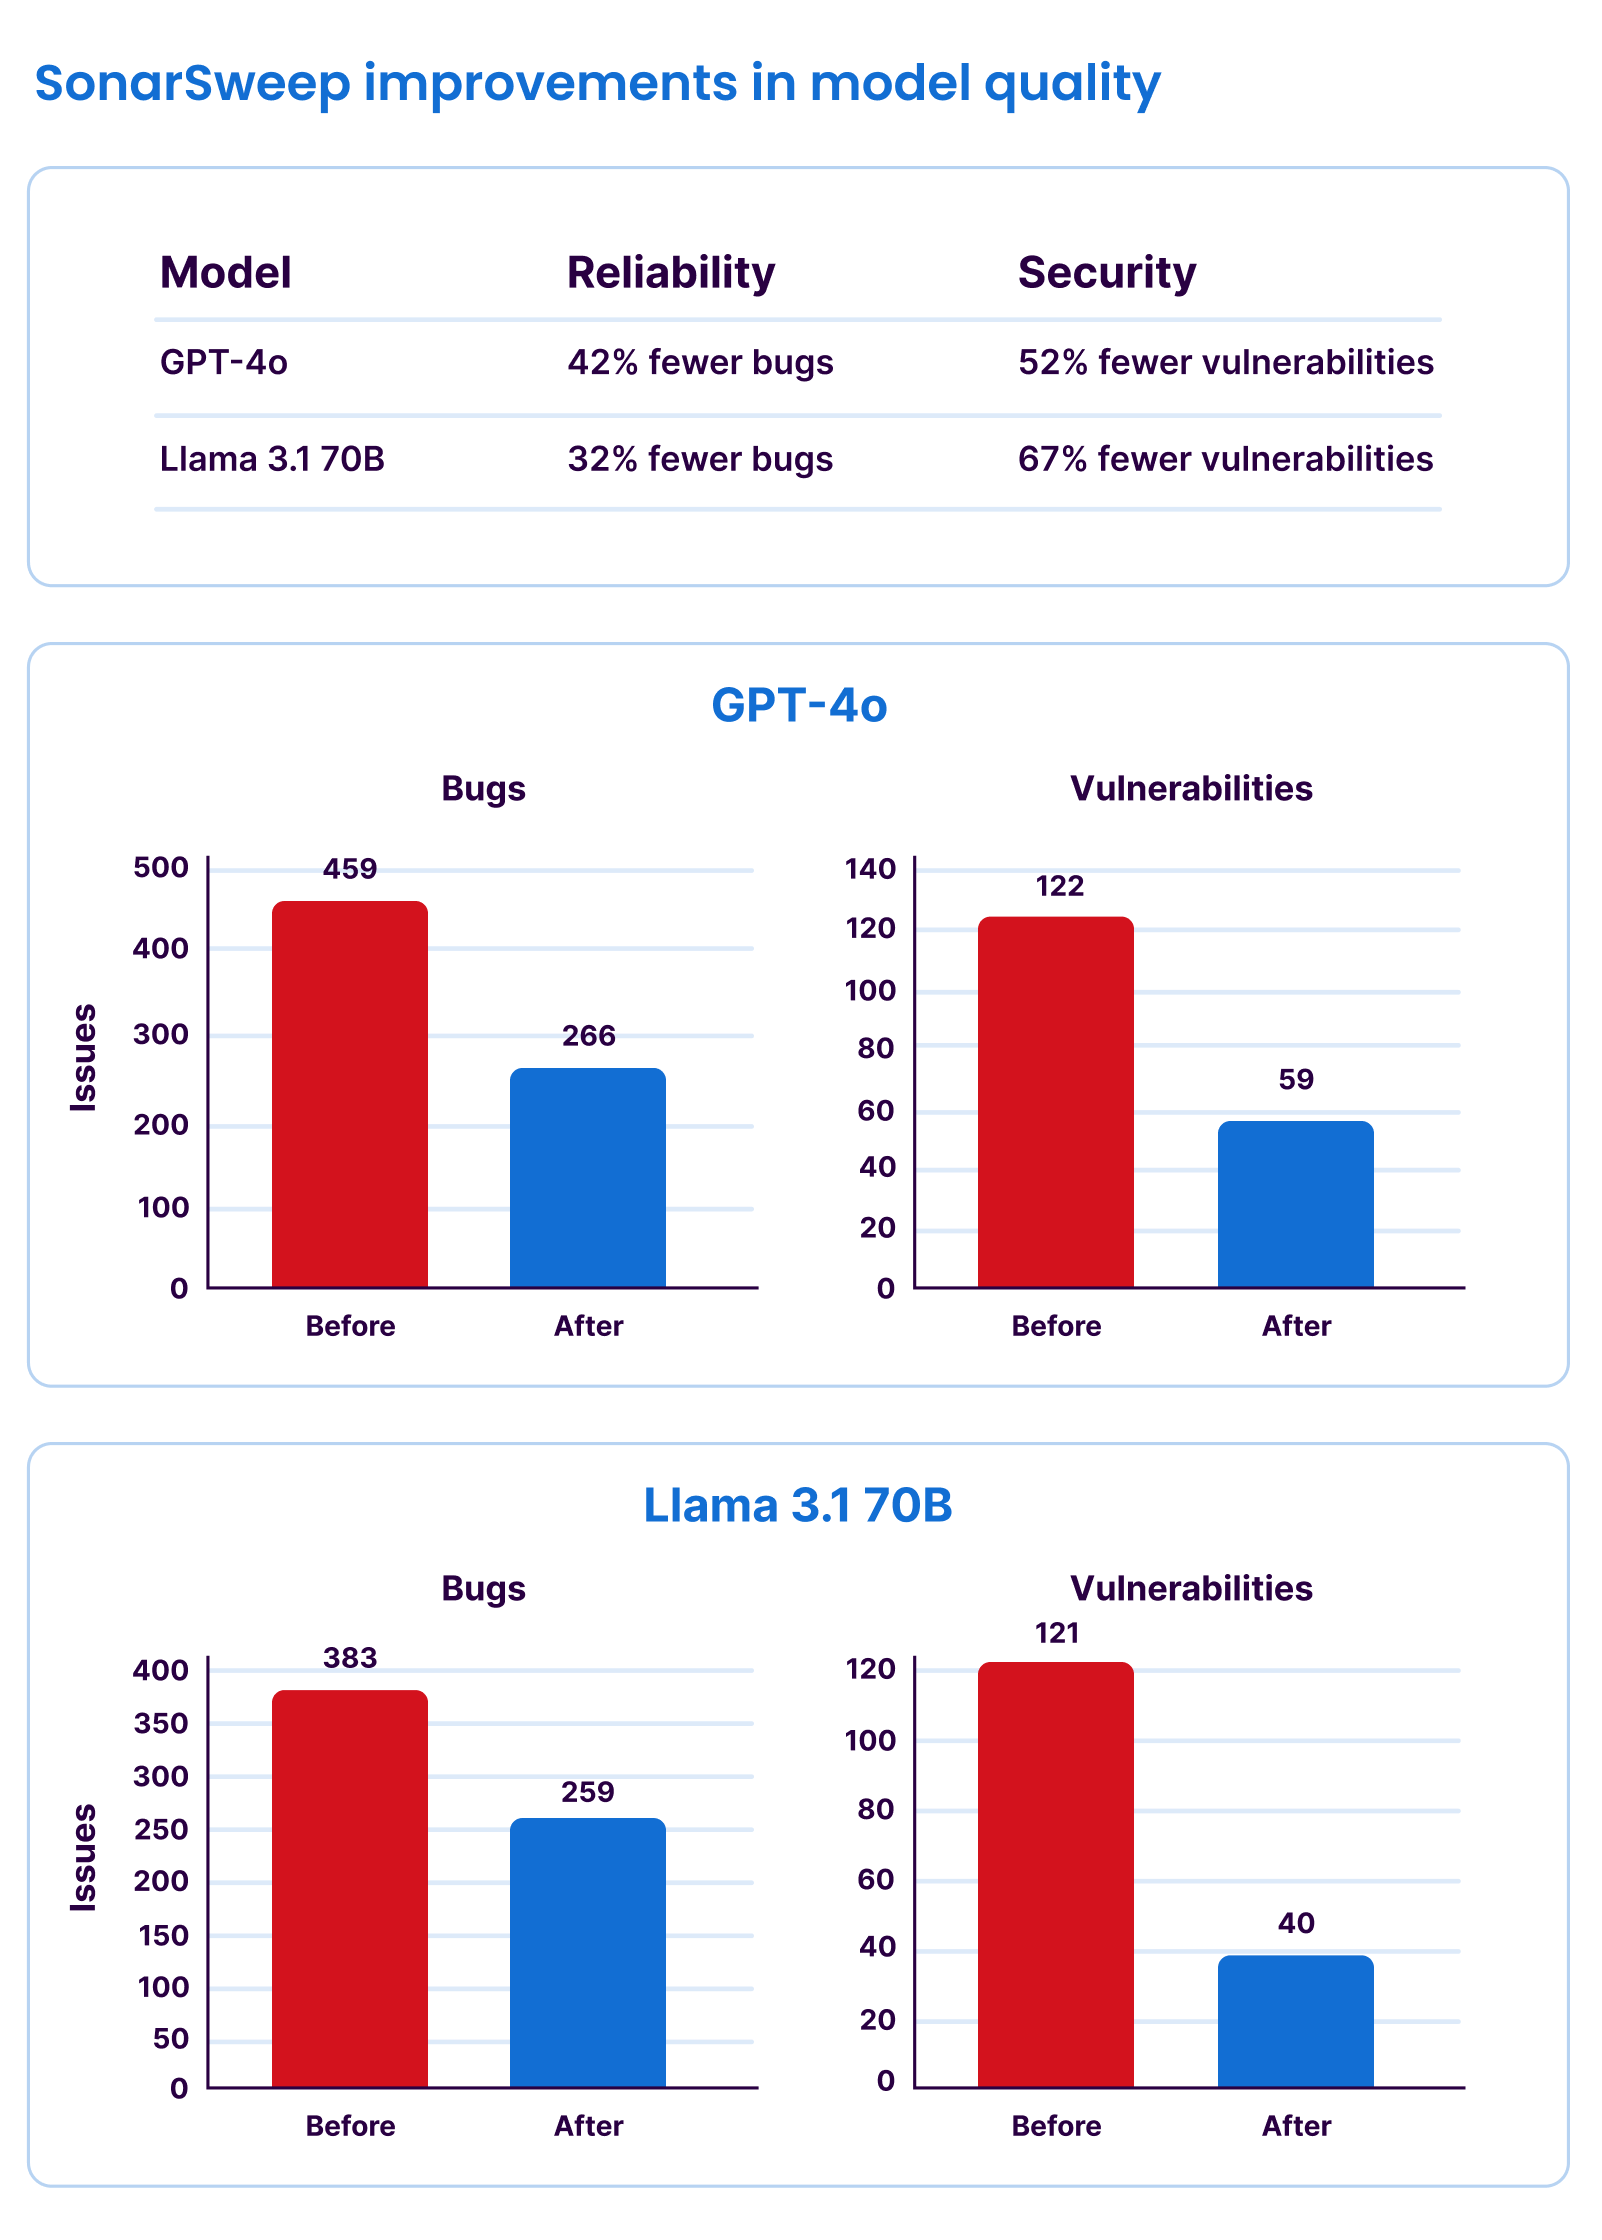 SonarSweep improvements in model quality
Model Reliability Security
GPT-4o 42% fewer bugs 52% fewer vulnerabilities
Llama 3.1 70B 32% fewer bugs 67% fewer vulnerabilities
GPT-4o
Bugs
Issues
500
400
300
200
100
0
459
266
Before After
Vulnerabilities
140
120
100
80
60
40
20
0
122
59
Before After
Llama 3.1 70B
Bugs
Issues
400
350
300
250
200
150
100
50
0
383
259
Before After
Vulnerabilities
120
100
80
60
40
20
0
121
40
Before After